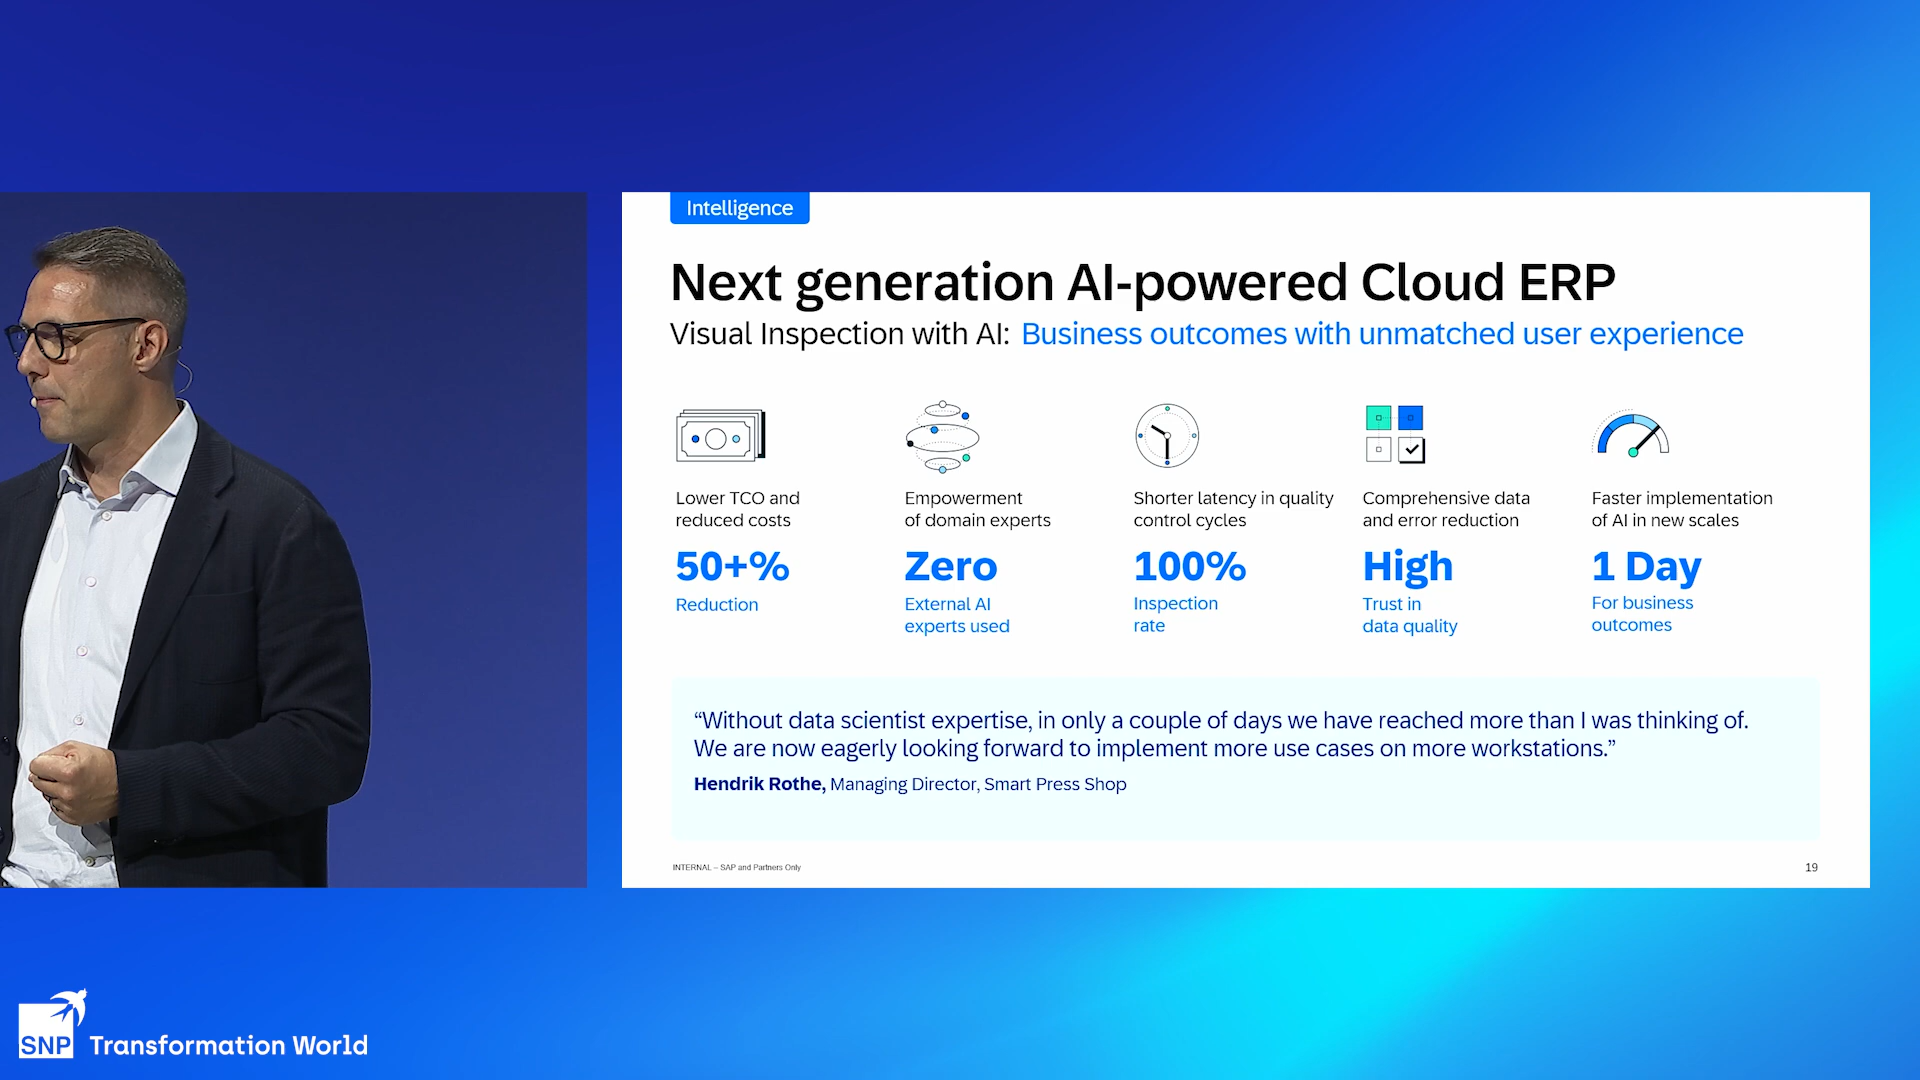 Intelligence
Next generation AI-powered Cloud ERP
Visual Inspection with AI: Business outcomes with unmatched user experience
Lower TCO and
reduced costs
50+%
Reduction
Empowerment
of domain experts
Zero
External AI
experts used
Shorter latency in quality
control cycles
100%
Inspection
rate
Comprehensive data
and error reduction
High
Trust in
data quality
Faster implementation
of AI in new scales
1 Day
For business
outcomes
“Without data scientist expertise, in only a couple of days we have reached more than I was thinking of.
We are now eagerly looking forward to implement more use cases on more workstations.”
Hendrik Rothe, Managing Director, Smart Press Shop
INTERNAL – SAP and Partners Only
19
SNP Transformation World